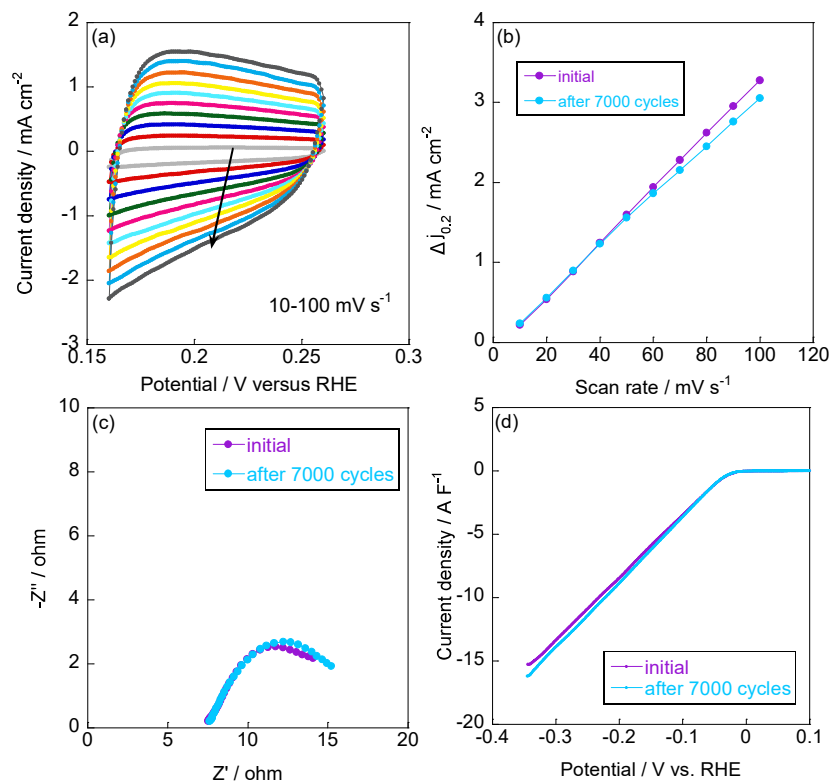 (a)
2
1
0
-1
-2
-3
Current density / mA cm⁻²
10-100 mV s⁻¹
0.16
0.2
0.25
0.3
Potential / V versus RHE
(b)
4
3
2
1
0
Δ j₀.₂ / mA cm⁻²
initial
after 7000 cycles
0
20
40
60
80
100
120
Scan rate / mV s⁻¹
(c)
10
8
6
4
2
0
-Z'' / ohm
initial
after 7000 cycles
0
5
10
15
20
Z' / ohm
(d)
5
0
-5
-10
-15
-20
Current density / A F⁻¹
initial
after 7000 cycles
-0.4
-0.3
-0.2
-0.1
0
0.1
Potential / V vs. RHE